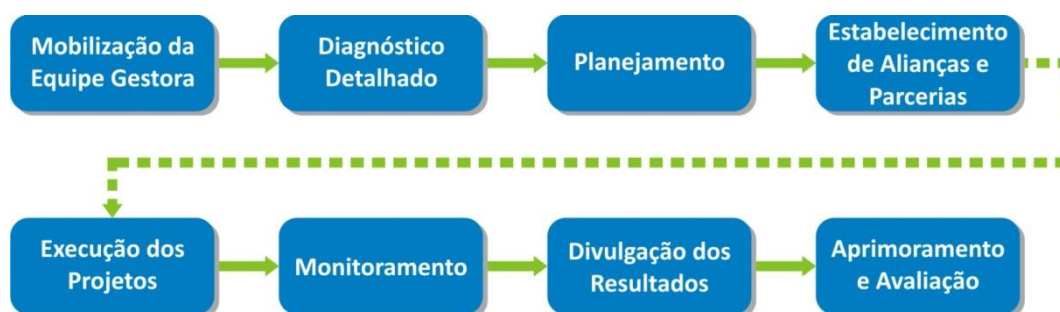 Mobilização da
Equipe Gestora
Diagnóstico
Detalhado
Planejamento
Estabelecimento
de Alianças e
Parcerias
Execução dos
Projetos
Monitoramento
Divulgação dos
Resultados
Aprimoramento
e Avaliação